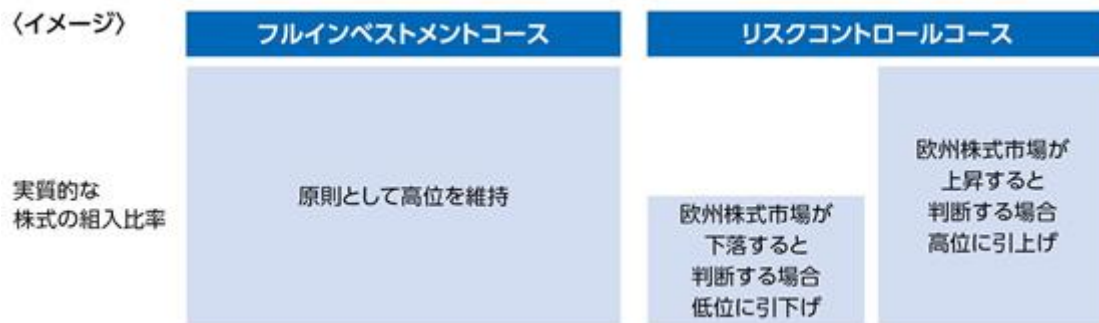 〈イメージ〉
フルインベストメントコース
リスクコントロールコース
実質的な
株式の組入比率
原則として高位を維持
欧州株式市場が
下落すると
判断する場合
低位に引下げ
欧州株式市場が
上昇すると
判断する場合
高位に引上げ